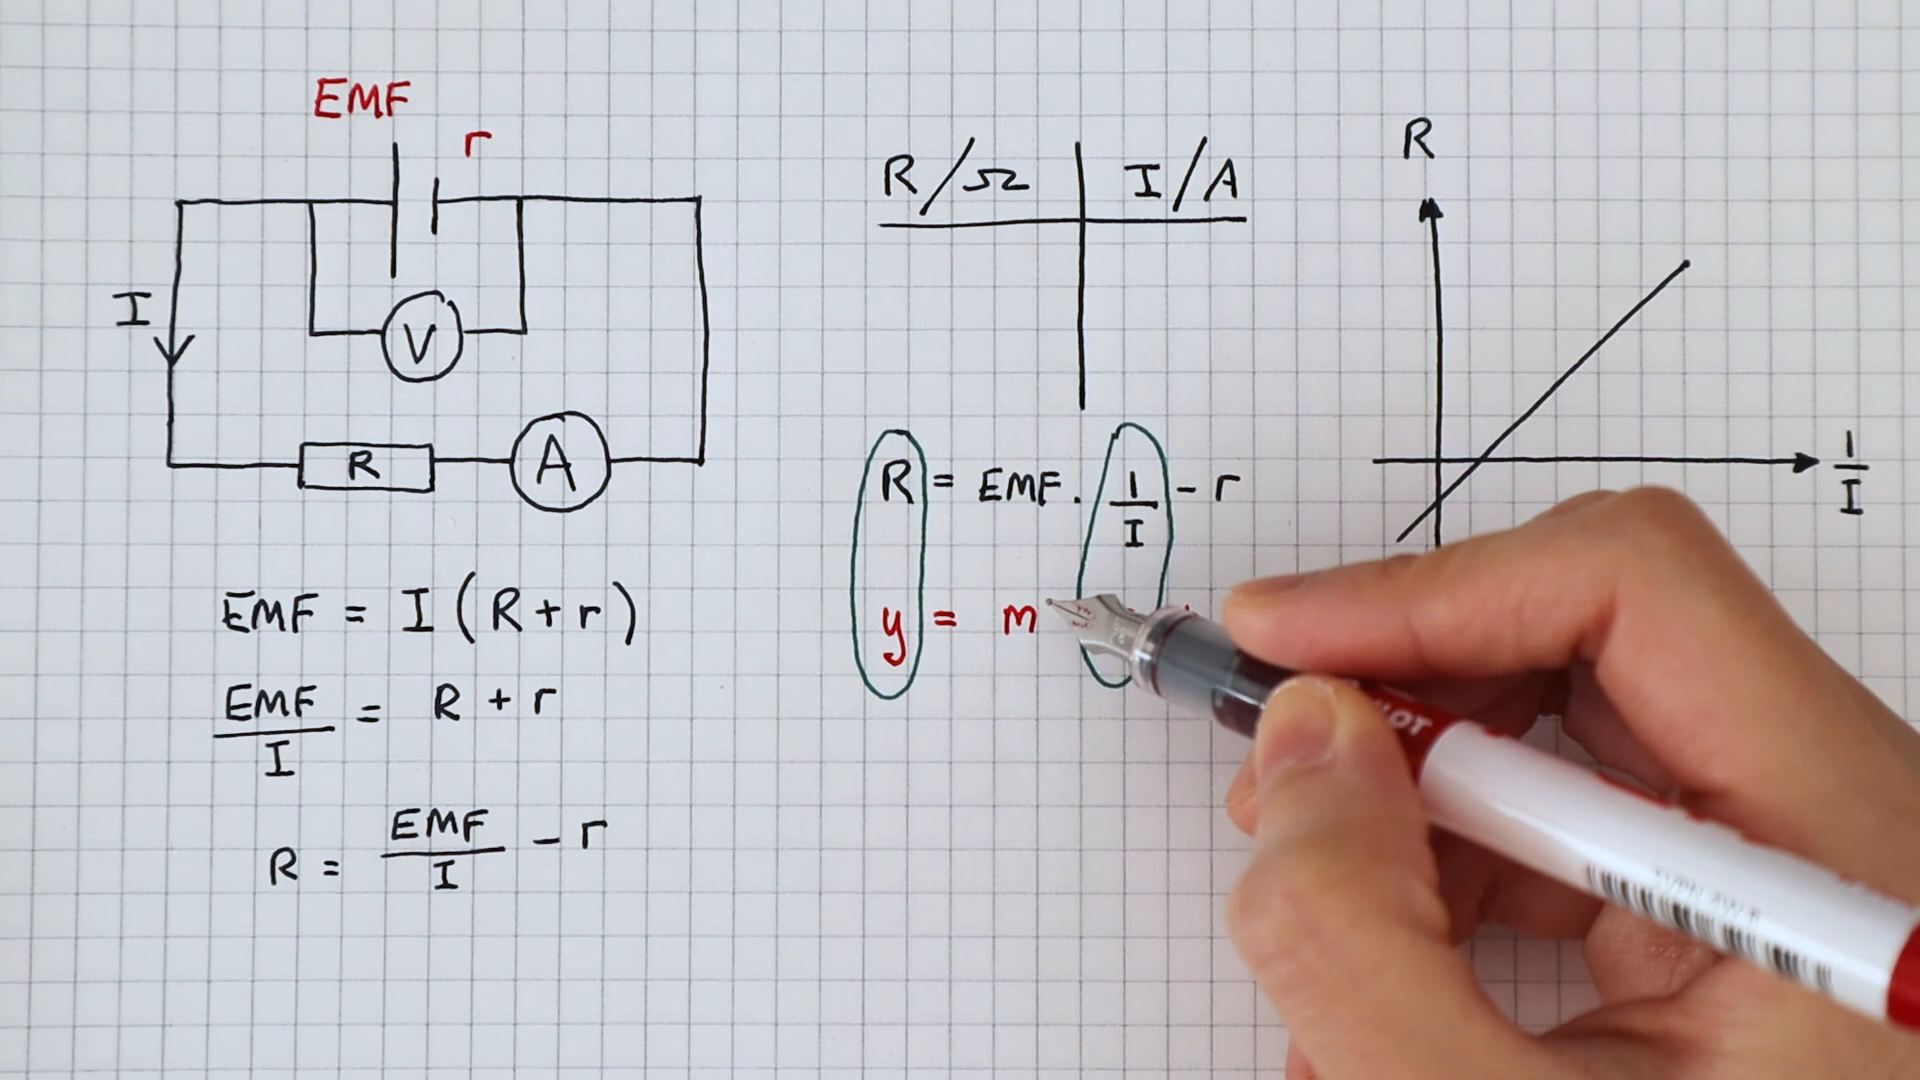 EMF
r
I
V
R
A
EMF = I (R + r)
EMF/I = R + r
R = EMF/I - r
R/Ω I/A
R = EMF . 1/I - r
y = m
R
1/I